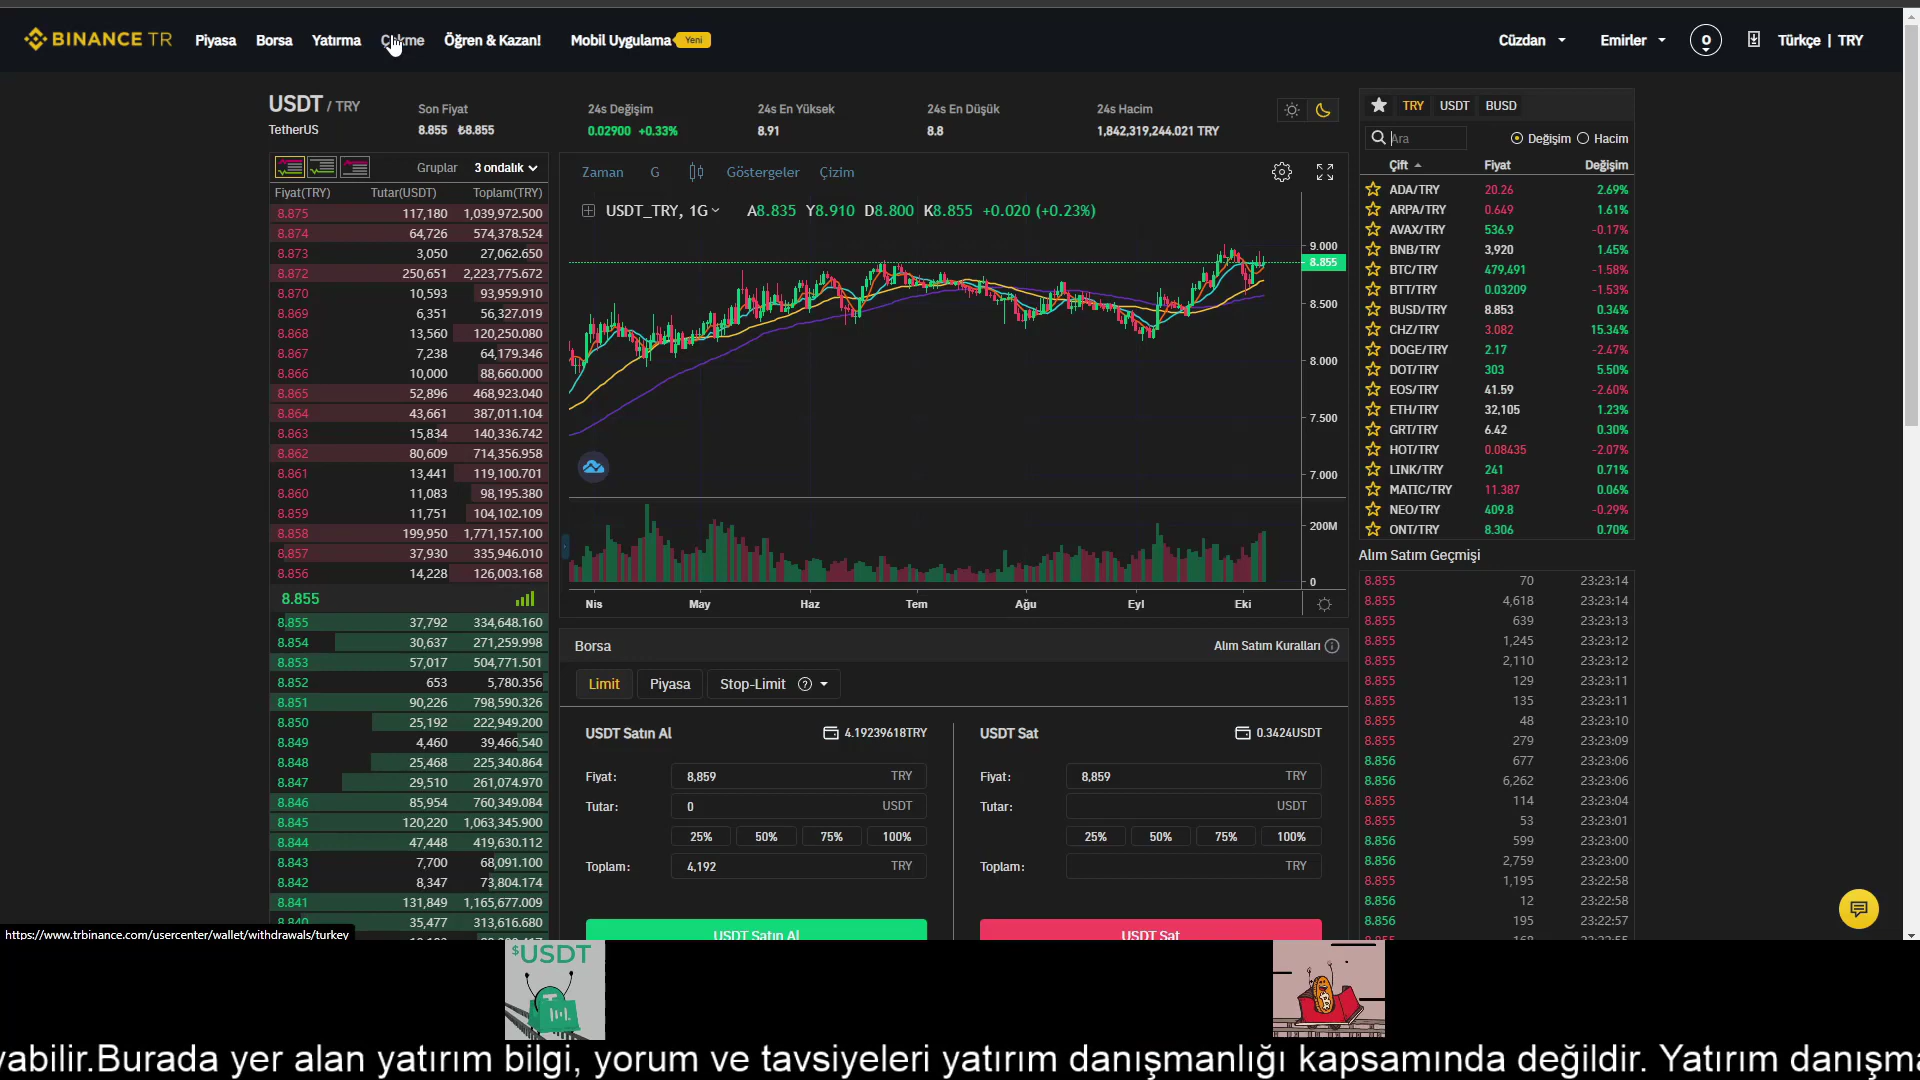 BINANCE TR Piyasa Borsa Yatırma Çekme Öğren & Kazan! Mobil Uygulama Yeni Cüzdan Emirler 0 Türkçe | TRY
USDT / TRY
TetherUS
Son Fiyat
8.855 ₺8.855
24s Değişim
0.02900 +0.33%
24s En Yüksek
8.91
24s En Düşük
8.8
24s Hacim
1,842,319,244.021 TRY
Gruplar 3 ondalık
Fiyat(TRY) Tutar(USDT) Toplam(TRY)
8.875 117,180 1,039,972.500
8.874 64,726 574,378.524
8.873 3,050 27,062.650
8.872 250,651 2,223,775.672
8.870 10,593 93,959.910
8.869 6,351 56,327.019
8.868 13,560 120,250.080
8.867 7,238 64,179.346
8.866 10,000 88,660.000
8.865 52,896 468,923.040
8.864 43,661 387,011.104
8.863 15,834 140,336.742
8.862 80,609 714,356.958
8.861 13,441 119,100.701
8.860 11,083 98,195.380
8.859 11,751 104,102.109
8.858 199,950 1,771,157.100
8.857 37,930 335,946.010
8.856 14,228 126,003.168
8.855
8.855 37,792 334,648.160
8.854 30,637 271,259.998
8.853 57,017 504,771.501
8.852 653 5,780.356
8.851 90,226 798,590.326
8.850 25,192 222,949.200
8.849 4,460 39,466.540
8.848 25,468 225,340.864
8.847 29,510 261,074.970
8.846 85,954 760,349.084
8.845 120,220 1,063,345.900
8.844 47,448 419,630.112
8.843 7,700 68,091.100
8.842 8,347 73,804.174
8.841 131,849 1,165,677.009
8.840 35,477 313,616.680
Zaman G Göstergeler Çizim
USDT_TRY, 1G A8.835 Y8.910 D8.800 K8.855 +0.020 (+0.23%)
9.000
8.855
8.500
8.000
7.500
7.000
200M
0
Nis May Haz Tem Ağu Eyl Eki
Borsa Alım Satım Kuralları
Limit Piyasa Stop-Limit
USDT Satın Al 4.19239618TRY
Fiyat: 8,859 TRY
Tutar: 0 USDT
25% 50% 75% 100%
Toplam: 4,192 TRY
USDT Satın Al
USDT Sat 0.3424USDT
Fiyat: 8,859 TRY
Tutar: USDT
25% 50% 75% 100%
Toplam: TRY
USDT Sat
TRY USDT BUSD
Ara Değişim Hacim
Çift Fiyat Değişim
ADA/TRY 20.26 2.69%
ARPA/TRY 0.649 1.61%
AVAX/TRY 536.9 -0.17%
BNB/TRY 3,920 1.45%
BTC/TRY 479,491 -1.58%
BTT/TRY 0.03209 -1.53%
BUSD/TRY 8.853 0.34%
CHZ/TRY 3.082 15.34%
DOGE/TRY 2.17 -2.47%
DOT/TRY 303 5.50%
EOS/TRY 41.59 -2.60%
ETH/TRY 32,105 1.23%
GRT/TRY 6.42 0.30%
HOT/TRY 0.08435 -2.07%
LINK/TRY 241 0.71%
MATIC/TRY 11.387 0.06%
NEO/TRY 409.8 -0.29%
ONT/TRY 8.306 0.70%
Alım Satım Geçmişi
8.855 70 23:23:14
8.855 4,618 23:23:14
8.855 639 23:23:13
8.855 1,245 23:23:12
8.855 2,110 23:23:12
8.855 129 23:23:11
8.855 135 23:23:11
8.855 48 23:23:10
8.855 279 23:23:09
8.856 677 23:23:06
8.856 6,262 23:23:06
8.855 114 23:23:04
8.855 53 23:23:01
8.856 599 23:23:00
8.856 2,759 23:23:00
8.855 1,195 23:22:58
8.856 12 23:22:58
8.856 195 23:22:57
https://www.trbinance.com/usercenter/wallet/withdrawals/turkey
$USDT
yabilir.Burada yer alan yatırım bilgi, yorum ve tavsiyeleri yatırım danışmanlığı kapsamında değildir. Yatırım danışma